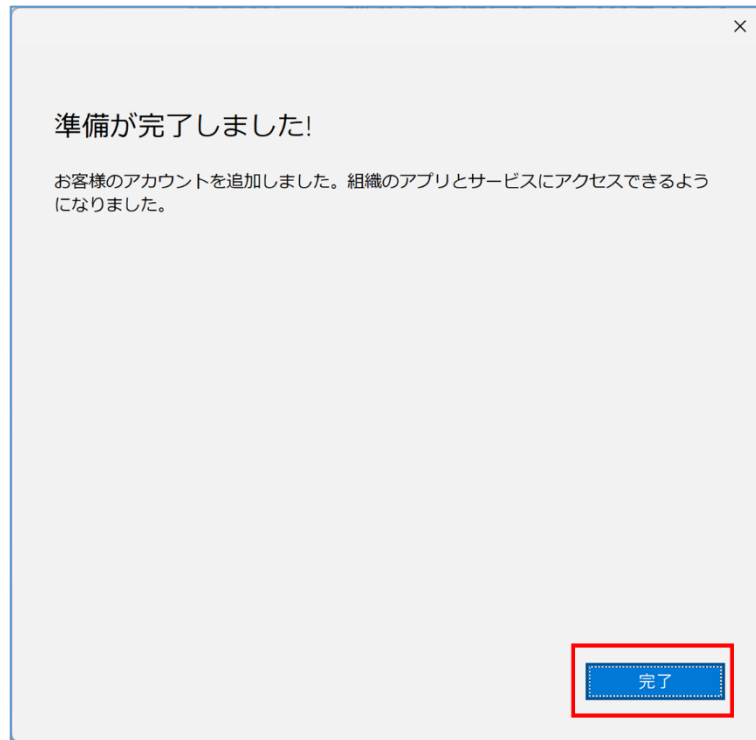 準備が完了しました!
お客様のアカウントを追加しました。組織のアプリとサービスにアクセスできるよう
になりました。
完了